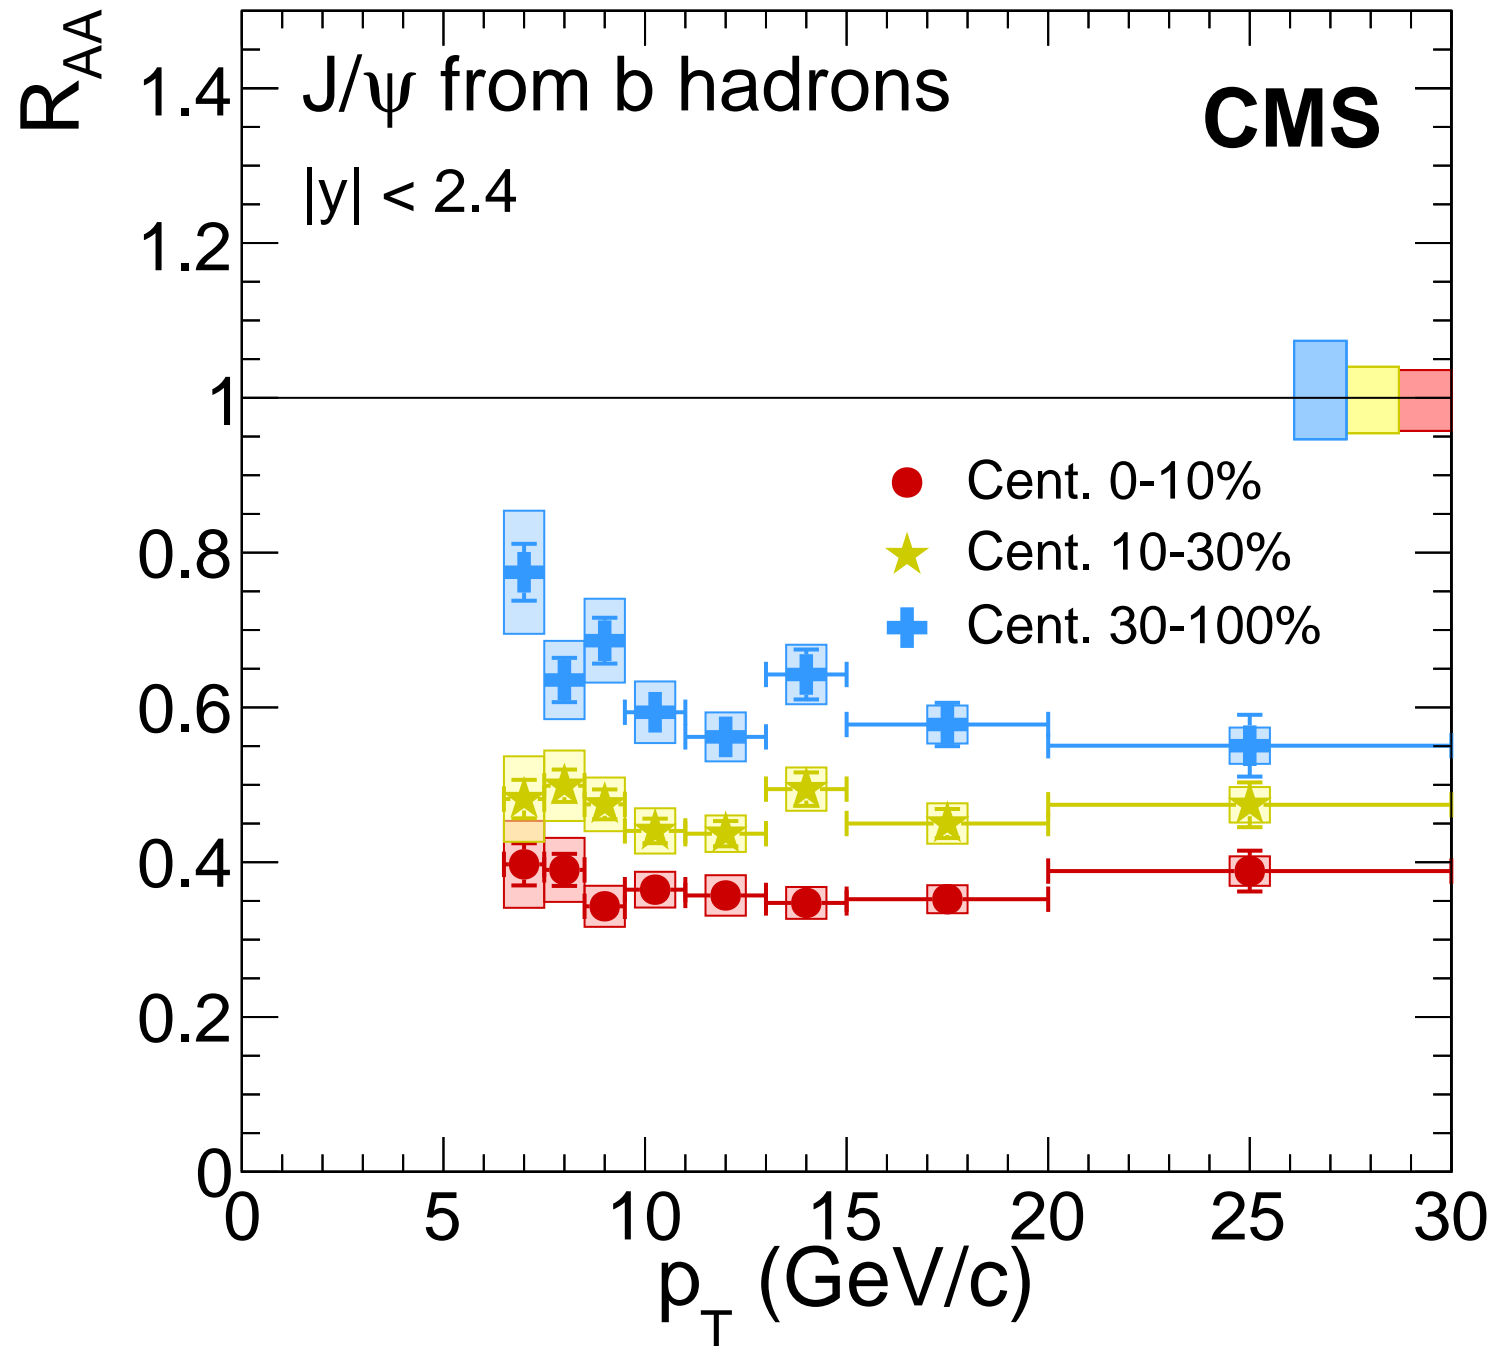 R_AA
J/ψ from b hadrons
CMS
|y| < 2.4
1.4
1.2
1
0.8
0.6
0.4
0.2
0
Cent. 0-10%
Cent. 10-30%
Cent. 30-100%
0 5 10 15 20 25 30
p_T (GeV/c)